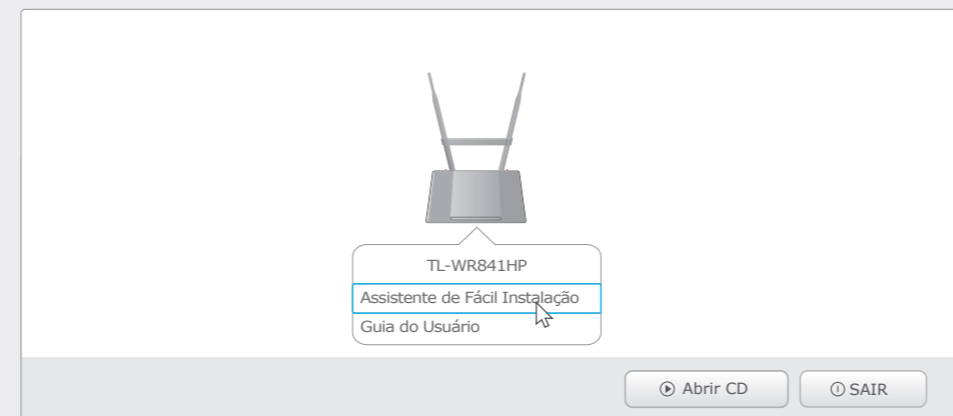 TL-WR841HP
Assistente de Fácil Instalação
Guia do Usuário
Abrir CD
SAIR